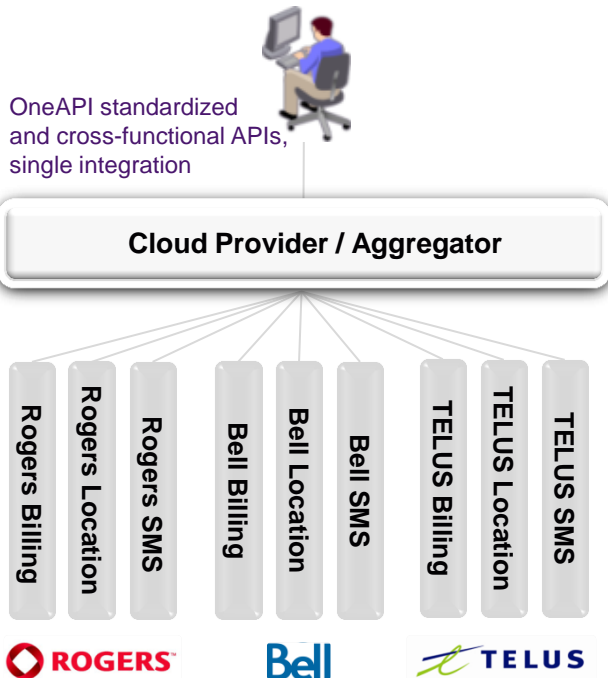 OneAPI standardized
and cross-functional APIs,
single integration
Cloud Provider / Aggregator
Rogers Billing
Rogers Location
Rogers SMS
Bell Billing
Bell Location
Bell SMS
TELUS Billing
TELUS Location
TELUS SMS
ROGERS™
Bell
TELUS